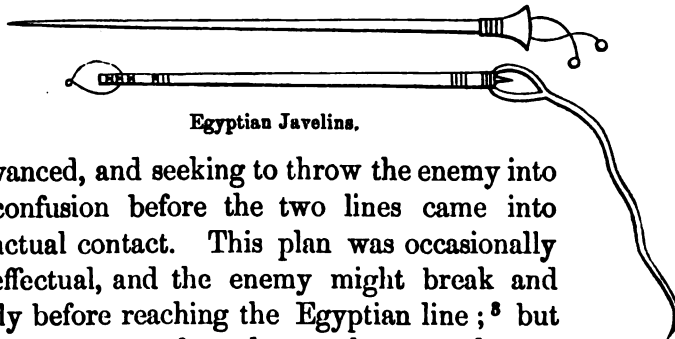 Egyptian Javelins.
vanced, and seeking to throw the enemy into
confusion before the two lines came into
actual contact. This plan was occasionally
effectual, and the enemy might break and
ly before reaching the Egyptian line; ⁸ but